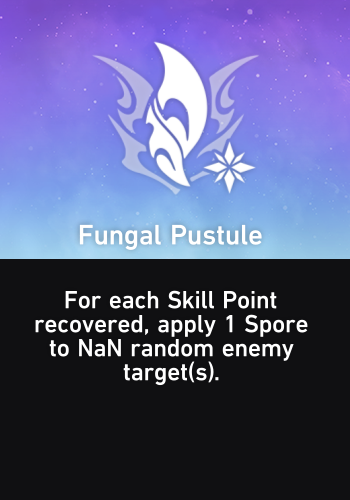 Fungal Pustule
For each Skill Point
recovered, apply 1 Spore
to NaN random enemy
target(s).